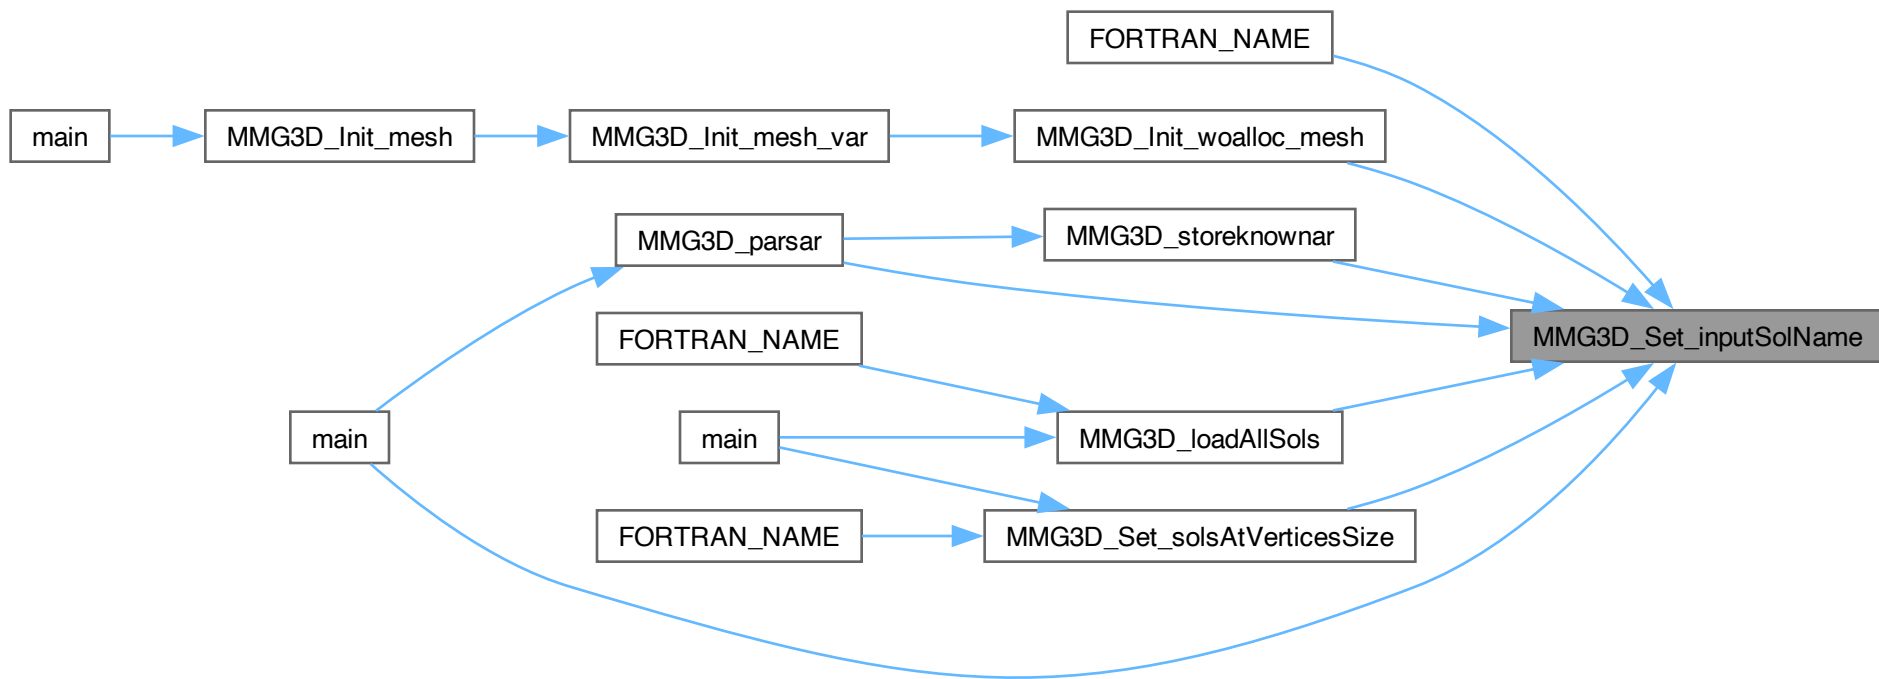 FORTRAN_NAME
main
MMG3D_Init_mesh
MMG3D_Init_mesh_var
MMG3D_Init_woalloc_mesh
MMG3D_parsar
MMG3D_storeknownar
FORTRAN_NAME
MMG3D_Set_inputSolName
main
main
MMG3D_loadAllSols
FORTRAN_NAME
MMG3D_Set_solsAtVerticesSize